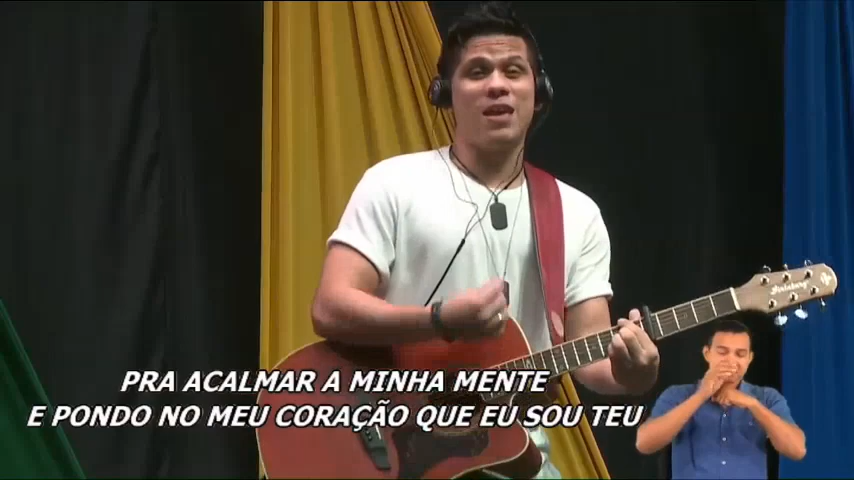 PRA ACALMAR A MINHA MENTE
E PONDO NO MEU CORAÇÃO QUE EU SOU TEU